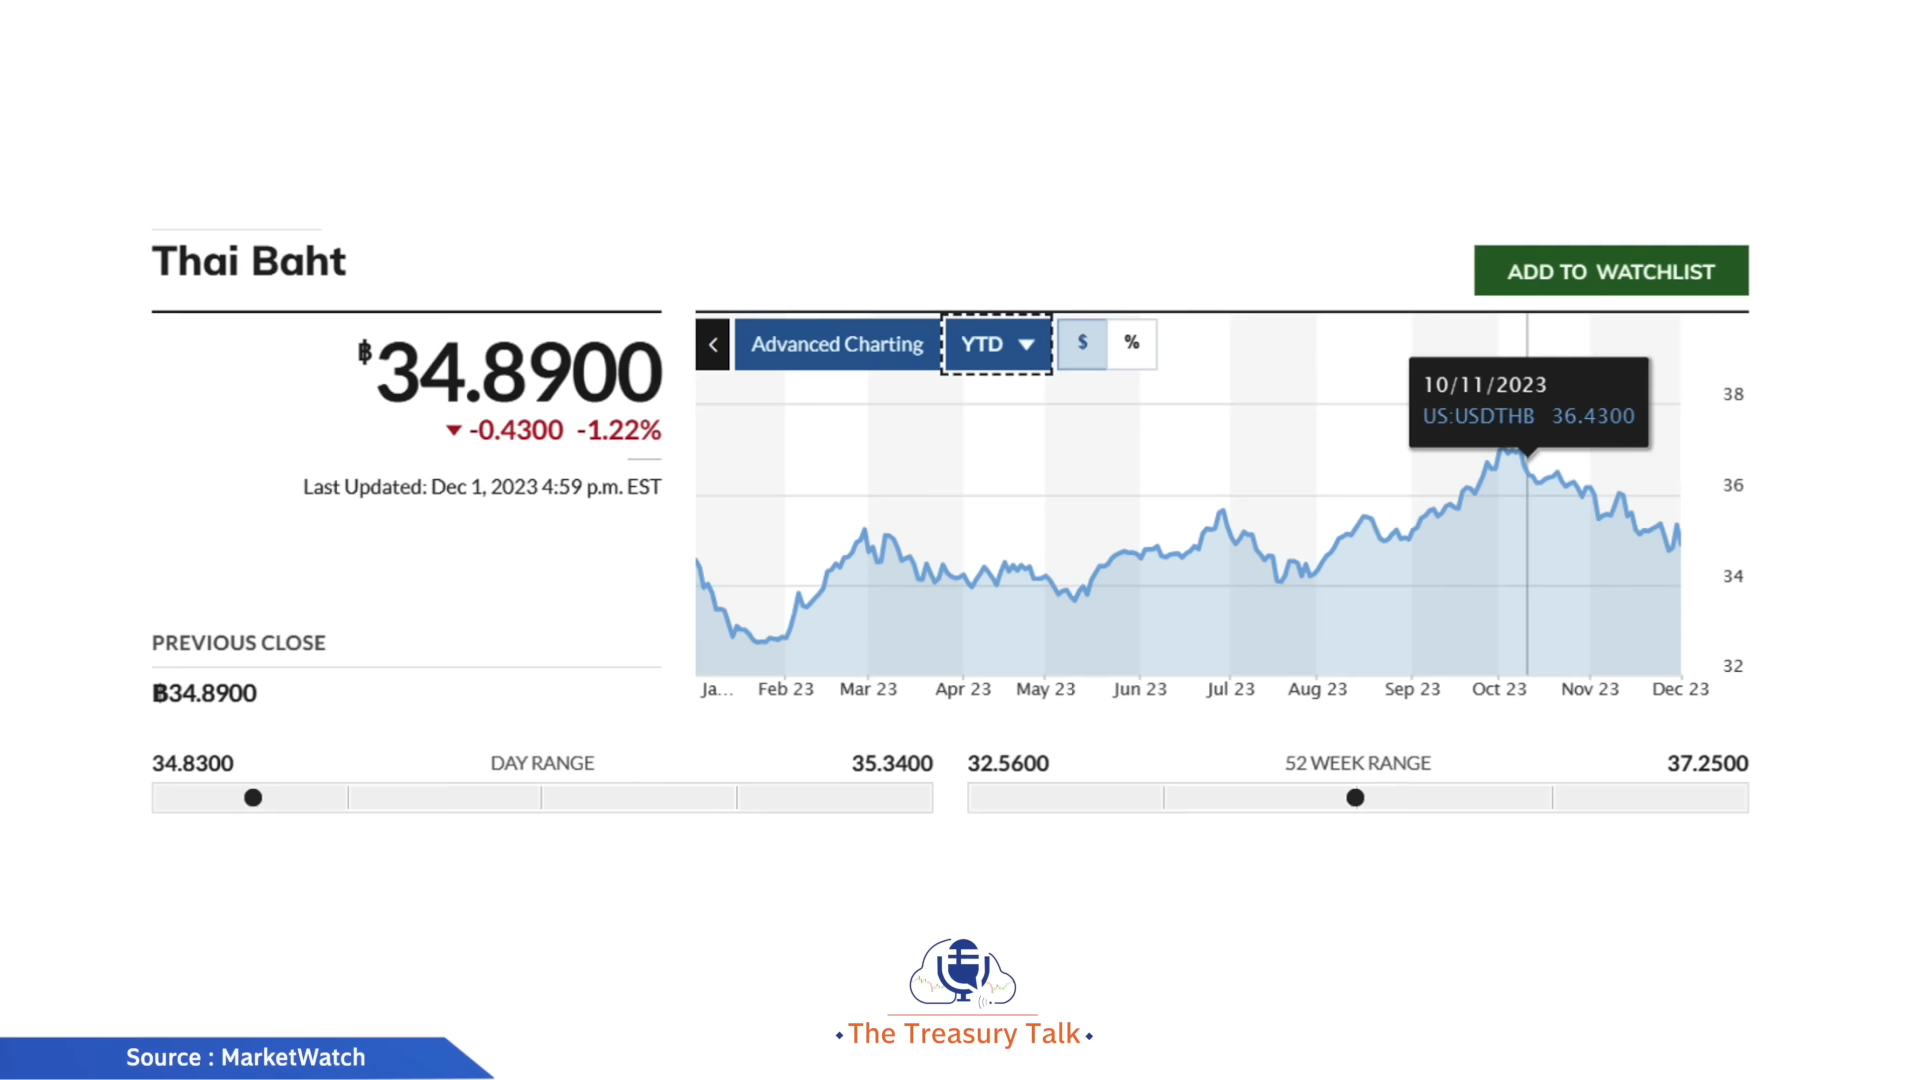 Thai Baht
ADD TO WATCHLIST
฿34.8900
-0.4300 -1.22%
Last Updated: Dec 1, 2023 4:59 p.m. EST
Advanced Charting
YTD
$
%
10/11/2023
US:USDTHB 36.4300
38
36
34
32
Ja... Feb 23 Mar 23 Apr 23 May 23 Jun 23 Jul 23 Aug 23 Sep 23 Oct 23 Nov 23 Dec 23
PREVIOUS CLOSE
฿34.8900
34.8300 DAY RANGE 35.3400
32.5600 52 WEEK RANGE 37.2500
The Treasury Talk
Source : MarketWatch